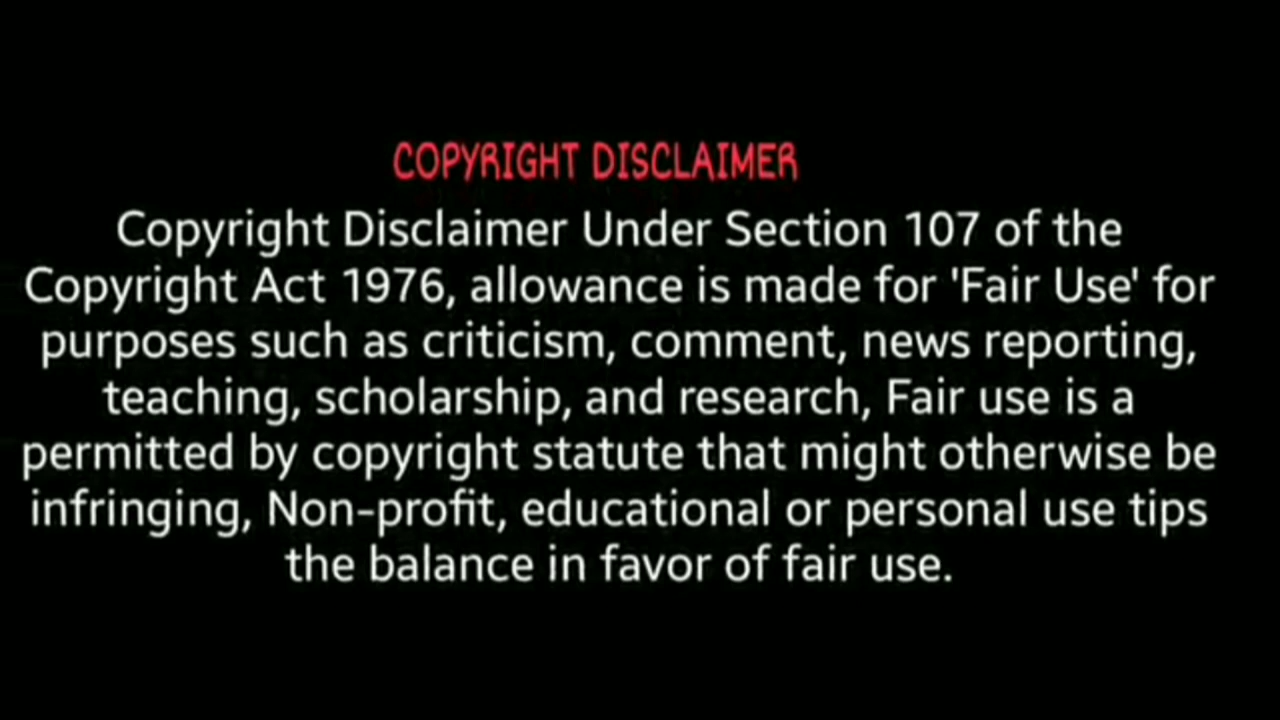 COPYRIGHT DISCLAIMER
Copyright Disclaimer Under Section 107 of the
Copyright Act 1976, allowance is made for 'Fair Use' for
purposes such as criticism, comment, news reporting,
teaching, scholarship, and research, Fair use is a
permitted by copyright statute that might otherwise be
infringing, Non-profit, educational or personal use tips
the balance in favor of fair use.